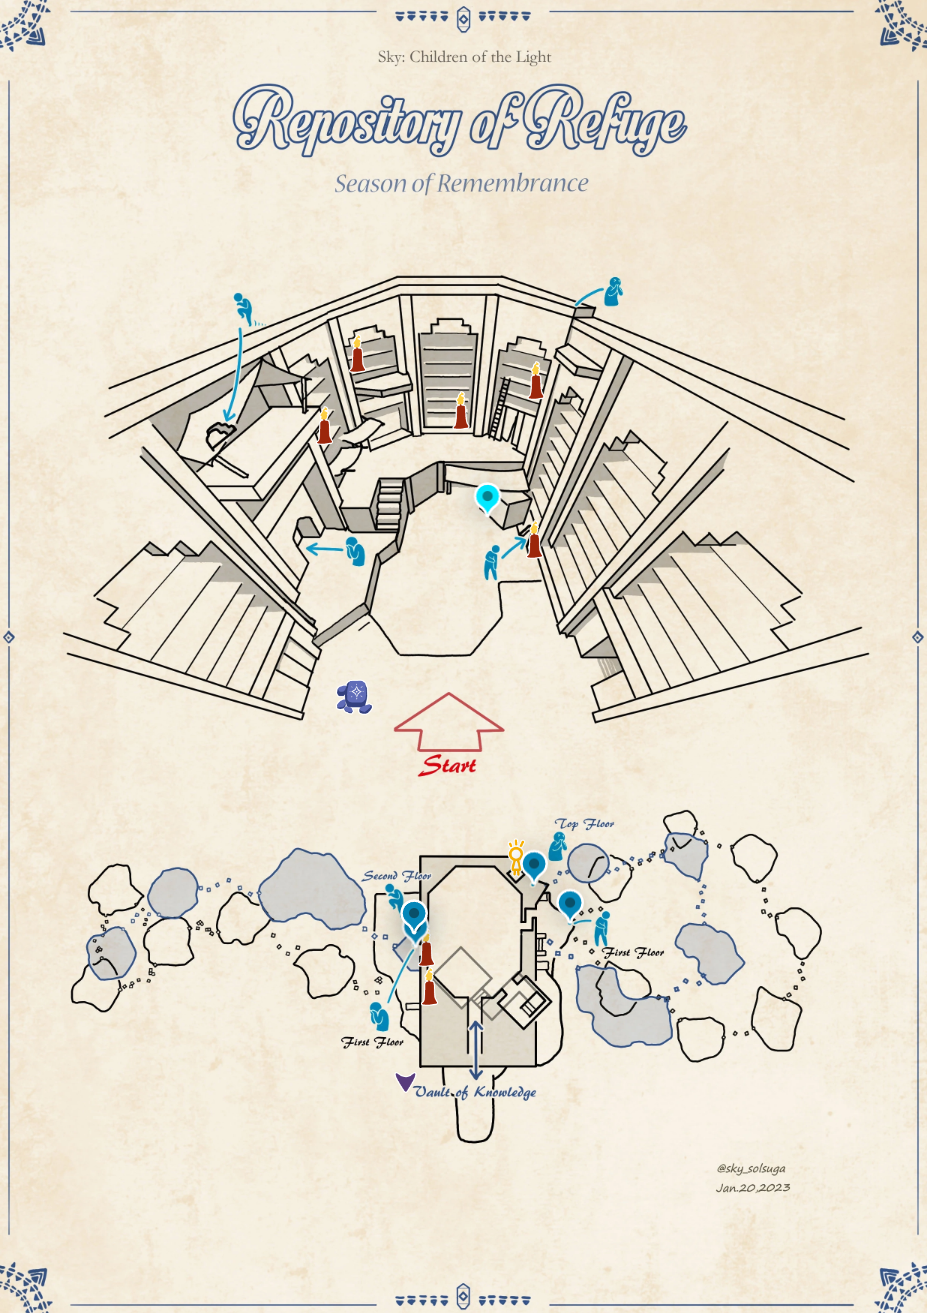 Sky: Children of the Light
Repository of Refuge
Season of Remembrance
Start
Top Floor
Second Floor
First Floor
First Floor
Vault of Knowledge
@sky_solsuga
Jan.20,2023